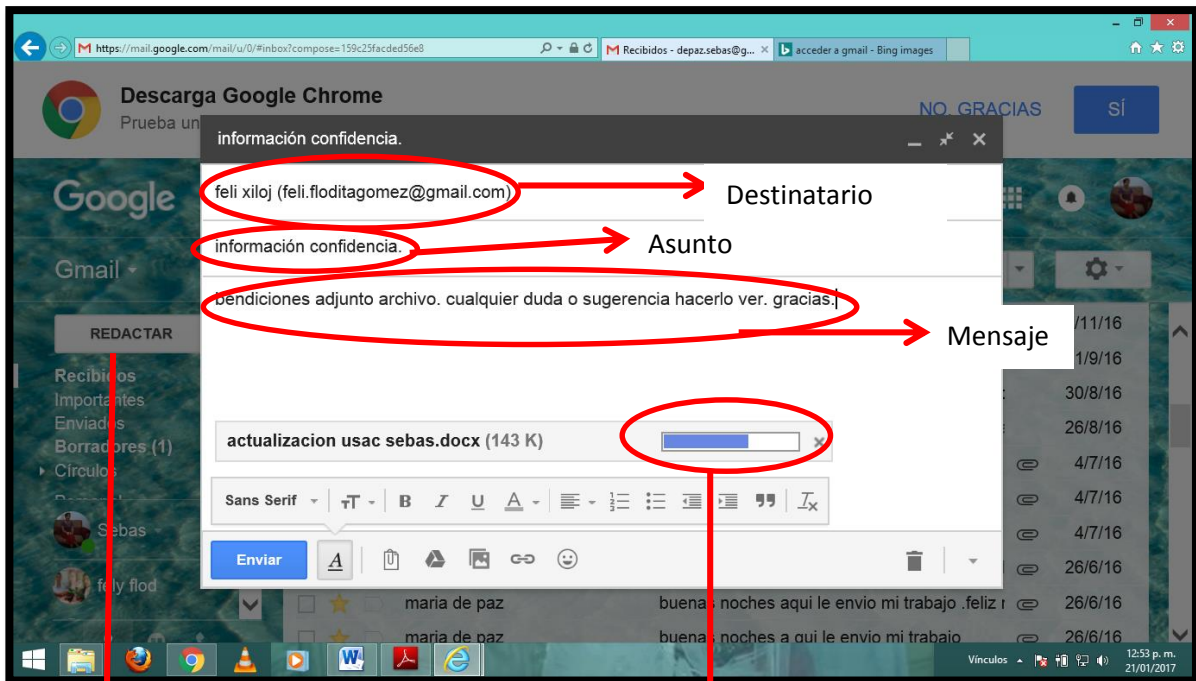 https://mail.google.com/mail/u/0/#inbox?compose=159c25facded56e8
Recibidos - depaz.sebas@g...
acceder a gmail - Bing images
Descarga Google Chrome
Prueba un
NO, GRACIAS
SÍ
información confidencia.
Google
feli xiloj (feli.floditagomez@gmail.com)
Destinatario
información confidencia.
Asunto
Gmail
bendiciones adjunto archivo. cualquier duda o sugerencia hacerlo ver. gracias.
Mensaje
REDACTAR
/11/16
1/9/16
Recibidos
Importantes
30/8/16
Enviados
26/8/16
Borradores (1)
actualizacion usac sebas.docx (143 K)
Círculos
4/7/16
4/7/16
Sans Serif
Sebas
4/7/16
Enviar
26/6/16
fely flod
maria de paz
buenas noches aqui le envio mi trabajo .feliz
26/6/16
maria de paz
buenas noches a qui le envio mi trabajo
26/6/16
Vínculos
12:53 p. m.
21/01/2017